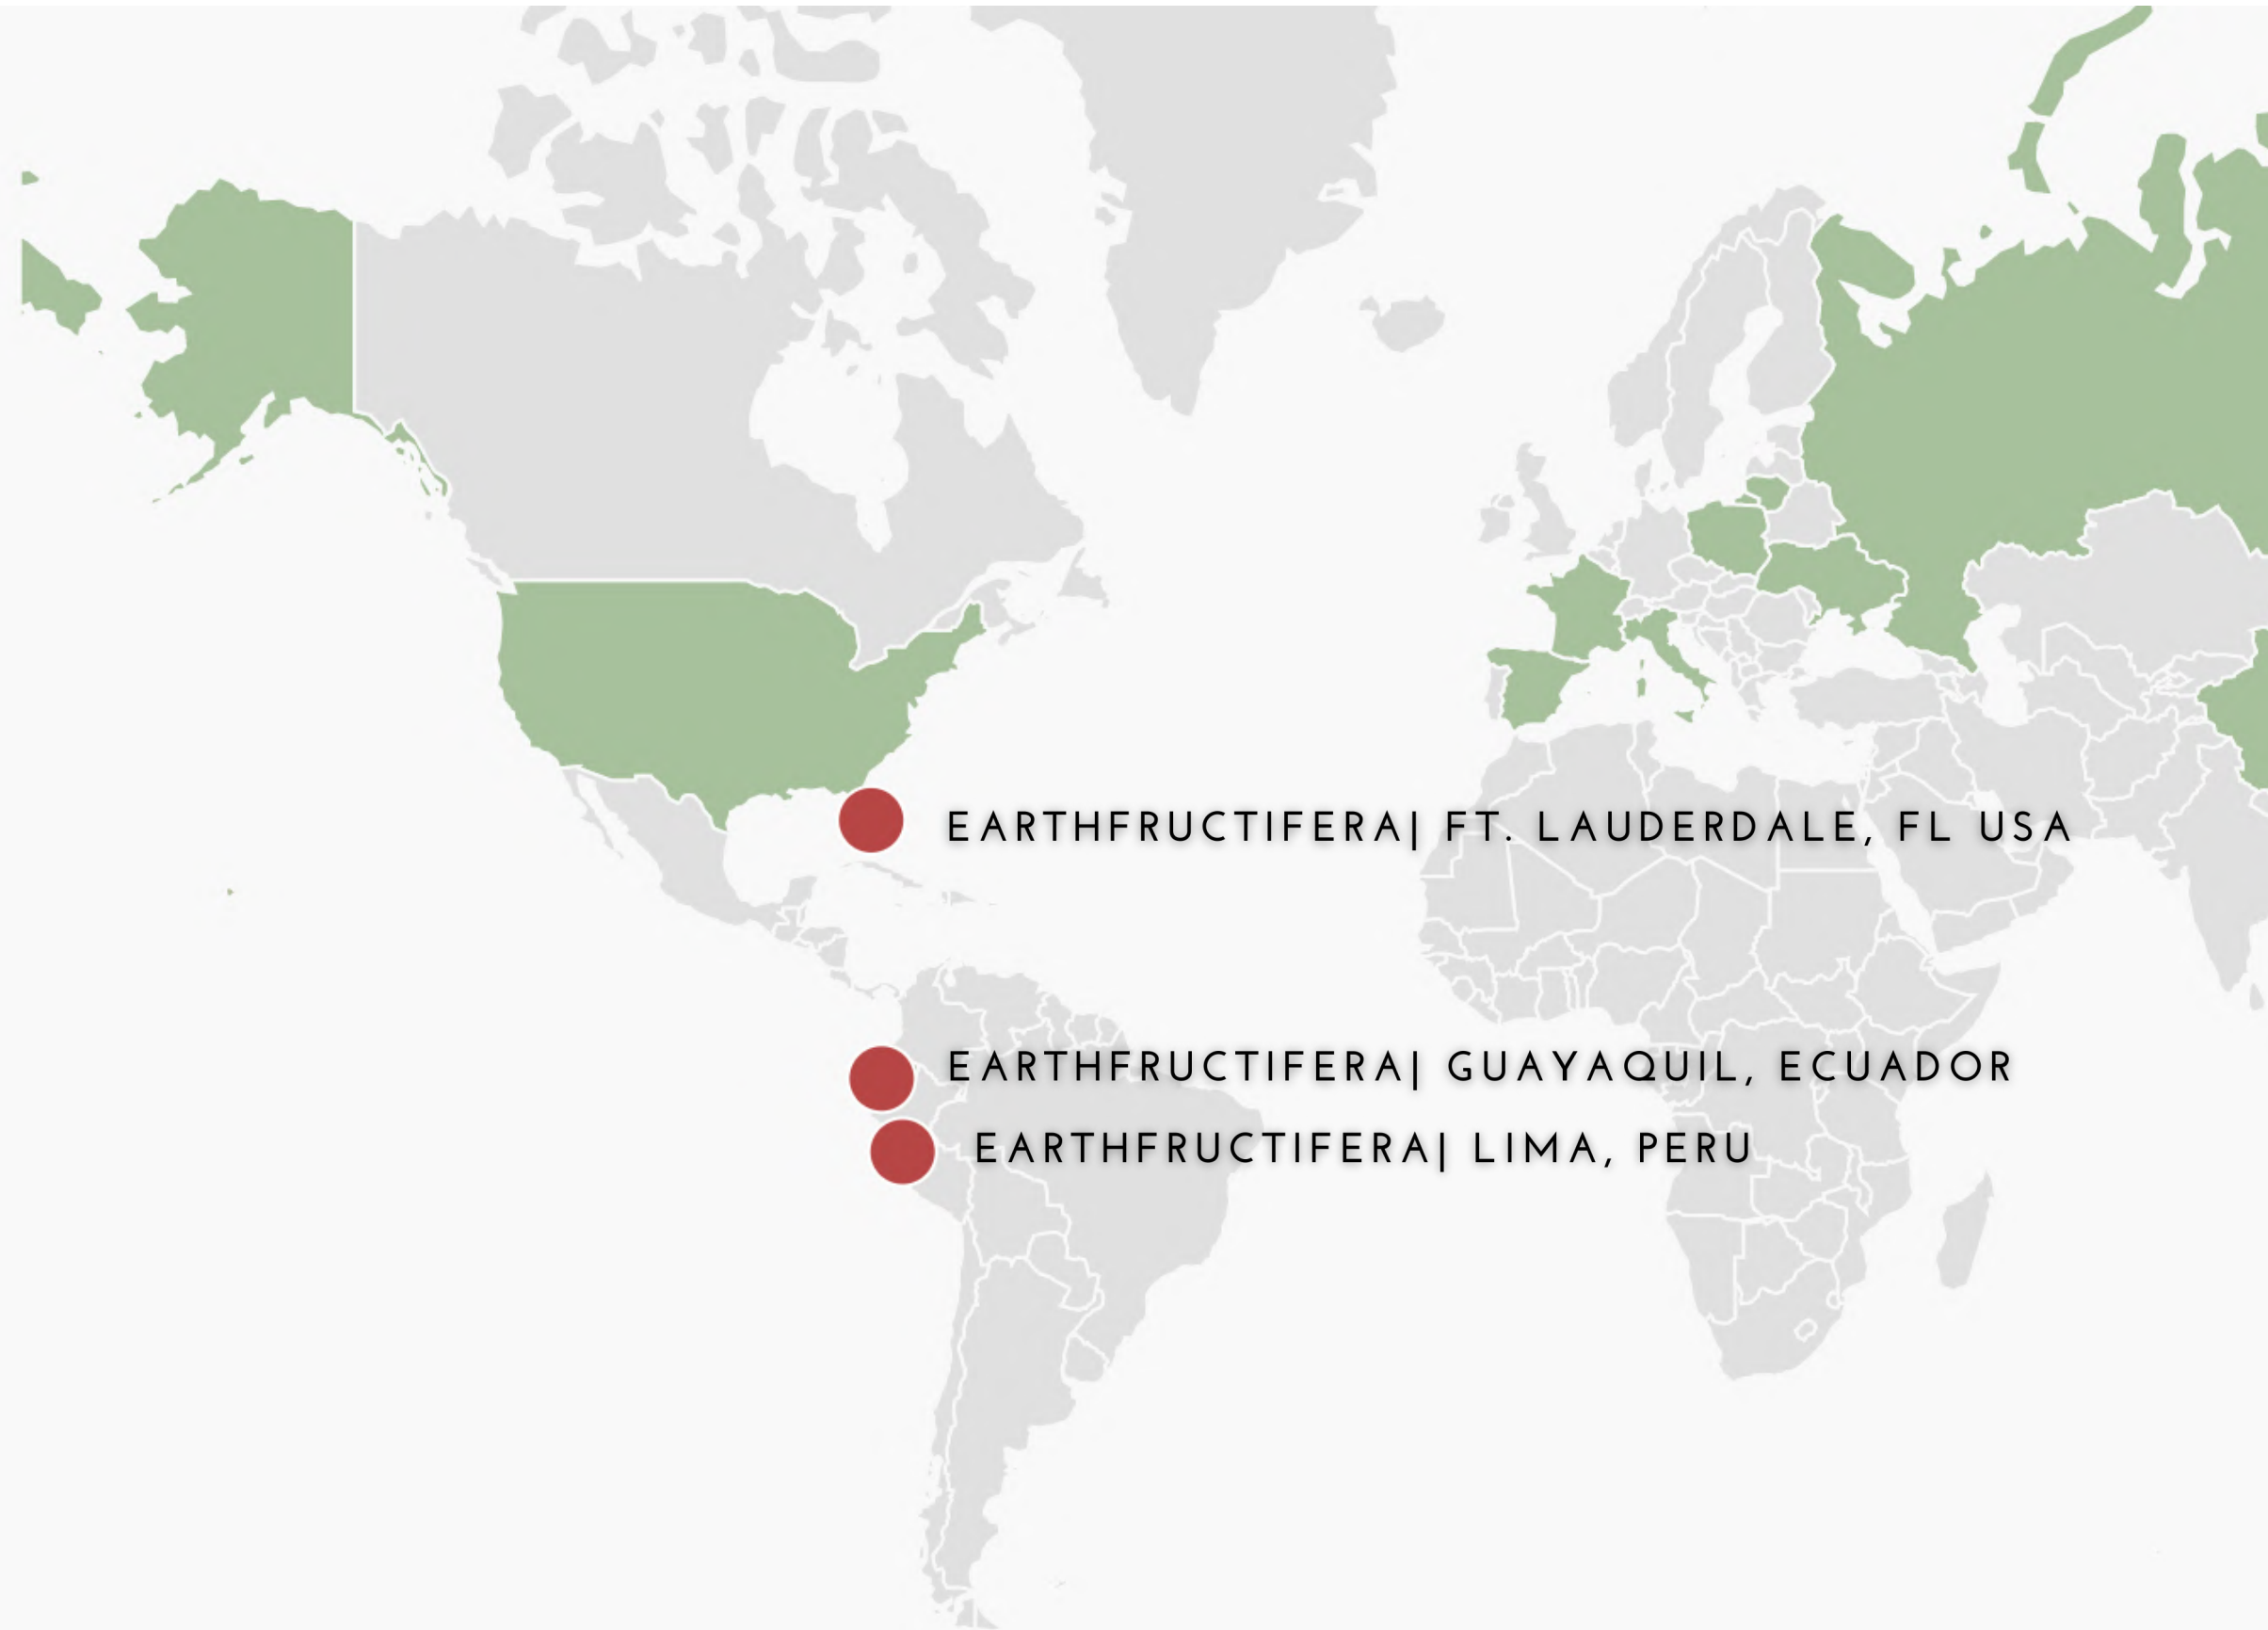 EARTHFRUCTIFERA| FT. LAUDERDALE, FL USA
EARTHFRUCTIFERA| GUAYAQUIL, ECUADOR
EARTHFRUCTIFERA| LIMA, PERU